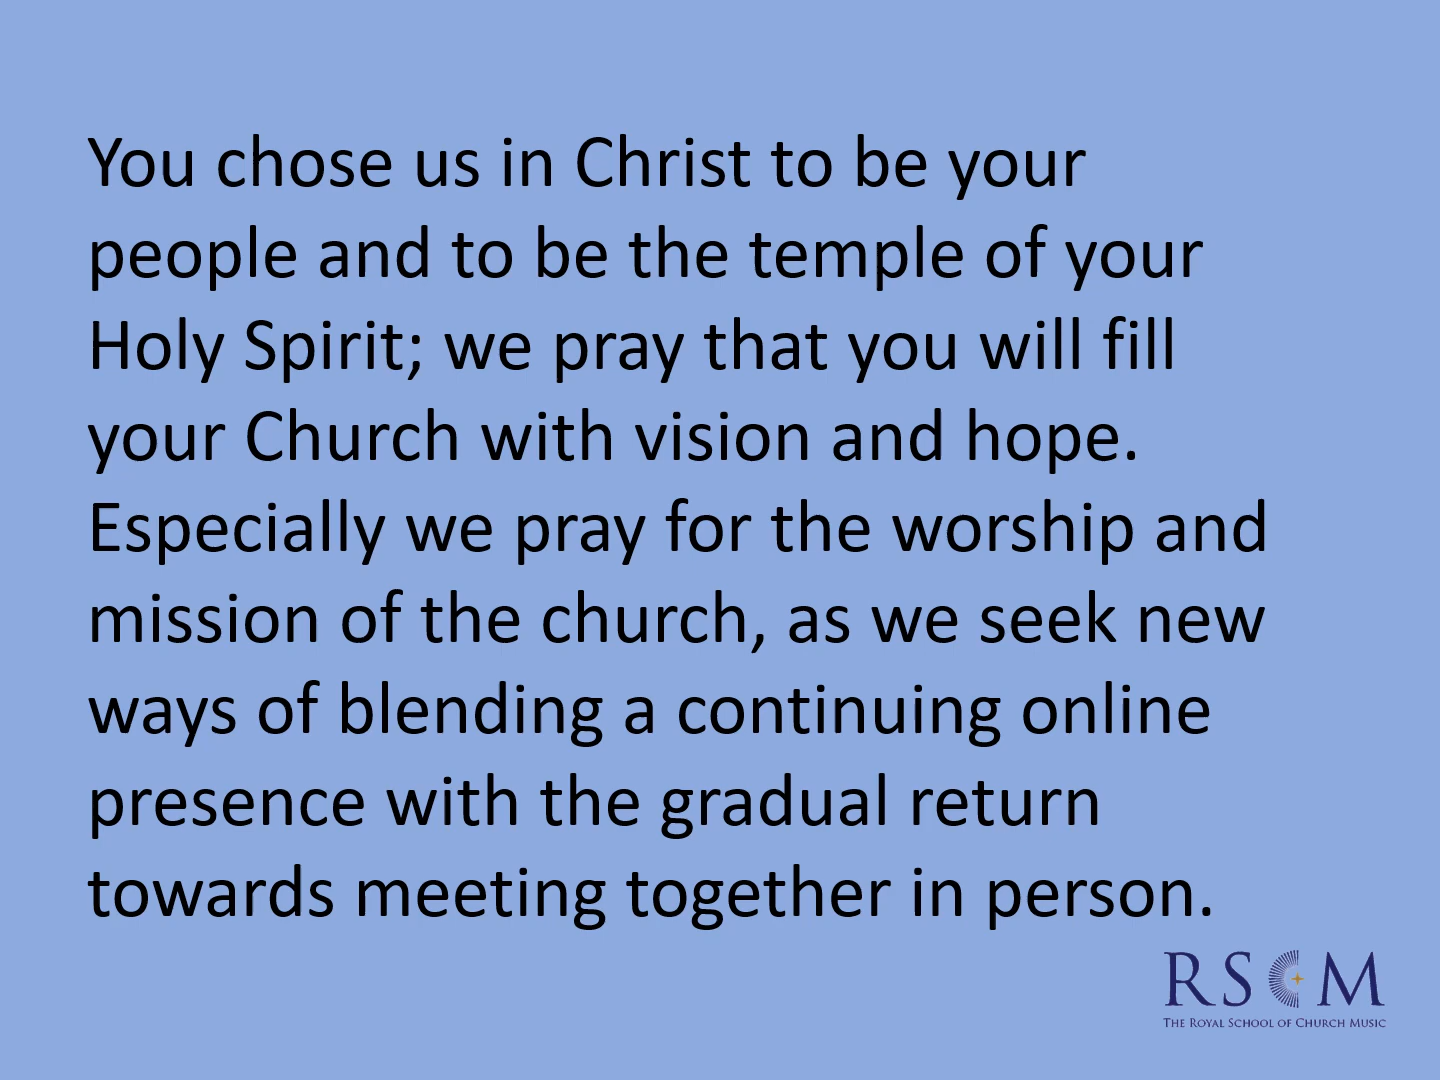 You chose us in Christ to be your
people and to be the temple of your
Holy Spirit; we pray that you will fill
your Church with vision and hope.
Especially we pray for the worship and
mission of the church, as we seek new
ways of blending a continuing online
presence with the gradual return
towards meeting together in person.
RSCM
The Royal School of Church Music